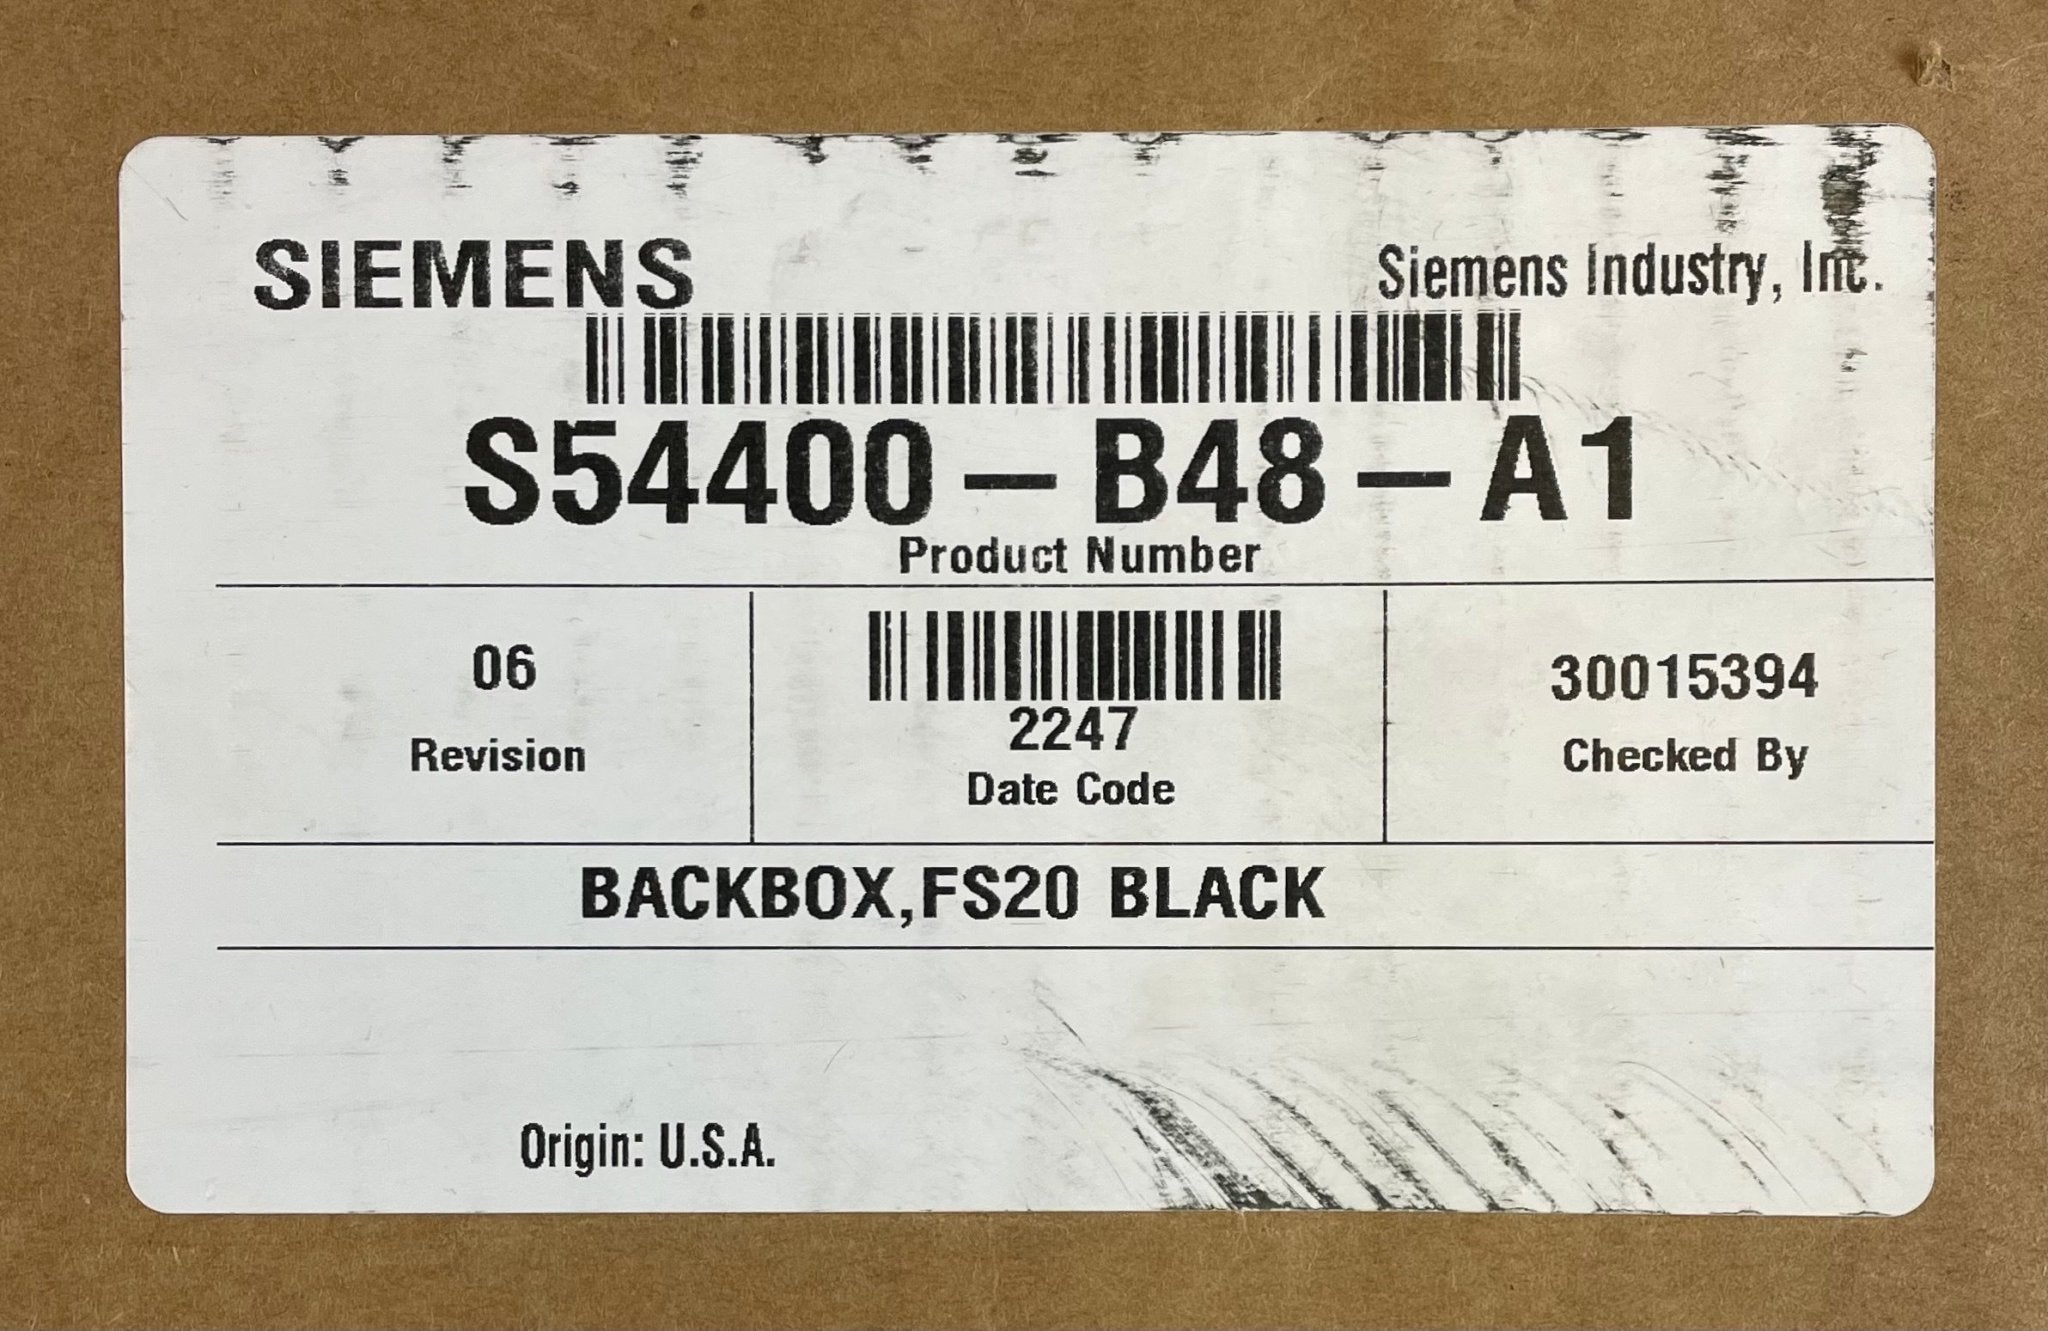 SIEMENS
Siemens Industry, Inc.
S54400-B48-A1
Product Number
06
Revision
2247
Date Code
30015394
Checked By
BACKBOX,FS20 BLACK
Origin: U.S.A.